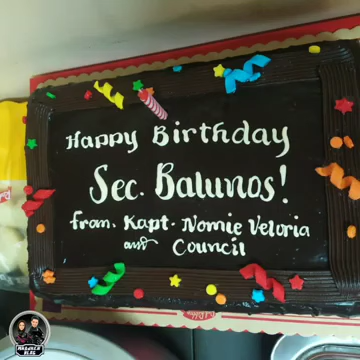 Happy Birthday
Sec. Balunos!
from. Kapt. Nomie Veloria
and Council